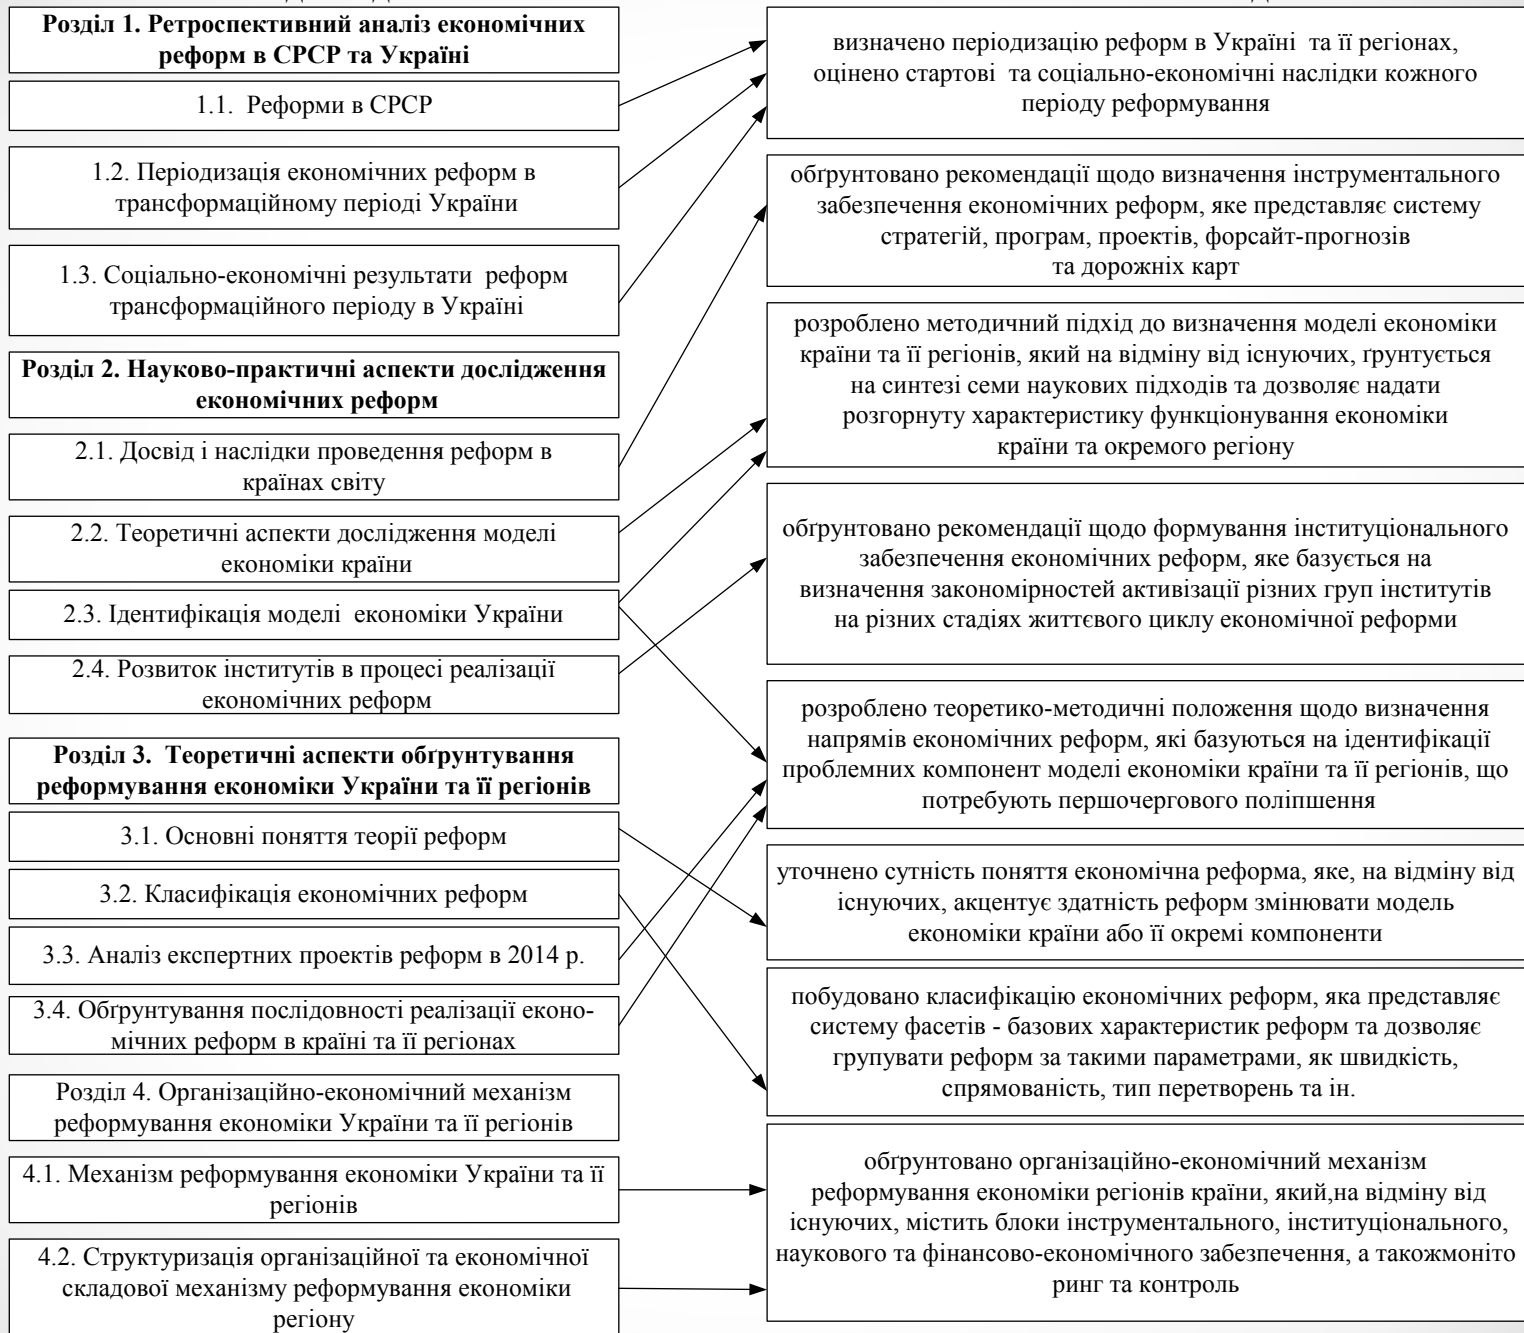 Розділ 1. Ретроспективний аналіз економічних
реформ в СРСР та Україні
1.1. Реформи в СРСР
1.2. Періодизація економічних реформ в
трансформаційному періоді України
1.3. Соціально-економічні результати реформ
трансформаційного періоду в Україні
Розділ 2. Науково-практичні аспекти дослідження
економічних реформ
2.1. Досвід і наслідки проведення реформ в
країнах світу
2.2. Теоретичні аспекти дослідження моделі
економіки країни
2.3. Ідентифікація моделі економіки України
2.4. Розвиток інститутів в процесі реалізації
економічних реформ
Розділ 3. Теоретичні аспекти обґрунтування
реформування економіки України та її регіонів
3.1. Основні поняття теорії реформ
3.2. Класифікація економічних реформ
3.3. Аналіз експертних проектів реформ в 2014 р.
3.4. Обґрунтування послідовності реалізації еконо-
мічних реформ в країні та її регіонах
Розділ 4. Організаційно-економічний механізм
реформування економіки України та її регіонів
4.1. Механізм реформування економіки України та її
регіонів
4.2. Структуризація організаційної та економічної
складової механізму реформування економіки
регіону
визначено періодизацію реформ в Україні та її регіонах,
оцінено стартові та соціально-економічні наслідки кожного
періоду реформування
обґрунтовано рекомендації щодо визначення інструментального
забезпечення економічних реформ, яке представляє систему
стратегій, програм, проектів, форсайт-прогнозів
та дорожніх карт
розроблено методичний підхід до визначення моделі економіки
країни та її регіонів, який на відміну від існуючих, ґрунтується
на синтезі семи наукових підходів та дозволяє надати
розгорнуту характеристику функціонування економіки
країни та окремого регіону
обґрунтовано рекомендації щодо формування інституціонального
забезпечення економічних реформ, яке базується на
визначення закономірностей активізації різних груп інститутів
на різних стадіях життєвого циклу економічної реформи
розроблено теоретико-методичні положення щодо визначення
напрямів економічних реформ, які базуються на ідентифікації
проблемних компонент моделі економіки країни та її регіонів, що
потребують першочергового поліпшення
уточнено сутність поняття економічна реформа, яке, на відміну від
існуючих, акцентує здатність реформ змінювати модель
економіки країни або її окремі компоненти
побудовано класифікацію економічних реформ, яка представляє
систему фасетів - базових характеристик реформ та дозволяє
групувати реформ за такими параметрами, як швидкість,
спрямованість, тип перетворень та ін.
обґрунтовано організаційно-економічний механізм
реформування економіки регіонів країни, який,на відміну від
існуючих, містить блоки інструментального, інституціонального,
наукового та фінансово-економічного забезпечення, а такожмоніто
ринг та контроль